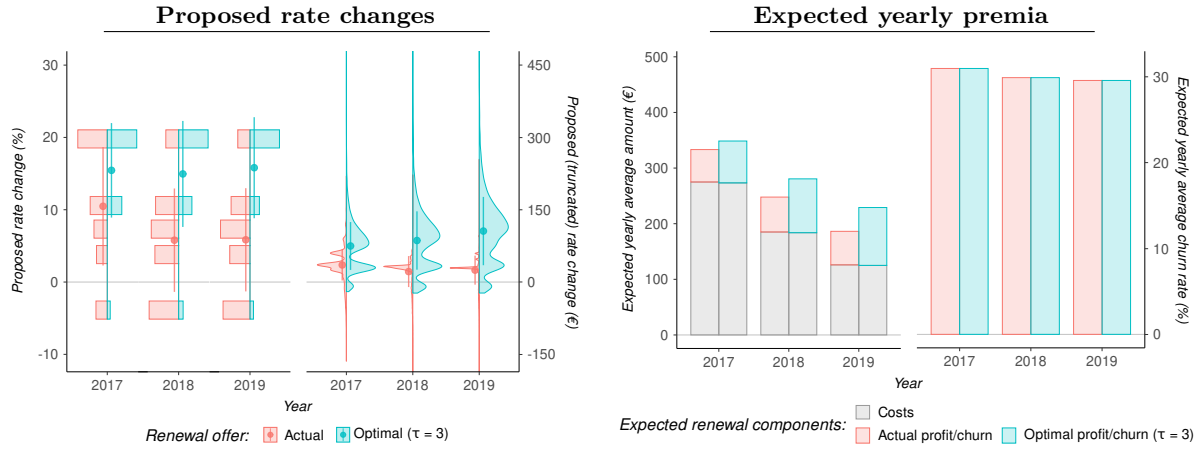 Proposed rate changes
30
20
10
0
-10
Proposed rate change (%)
450
300
150
0
-150
Proposed (truncated) rate change (€)
2017 2018 2019 2017 2018 2019
Year
Renewal offer: Actual Optimal (τ = 3)
Expected yearly premia
500
400
300
200
100
0
Expected yearly average amount (€)
30
20
10
0
Expected yearly average churn rate (%)
2017 2018 2019 2017 2018 2019
Year
Expected renewal components:
Costs
Actual profit/churn Optimal profit/churn (τ = 3)